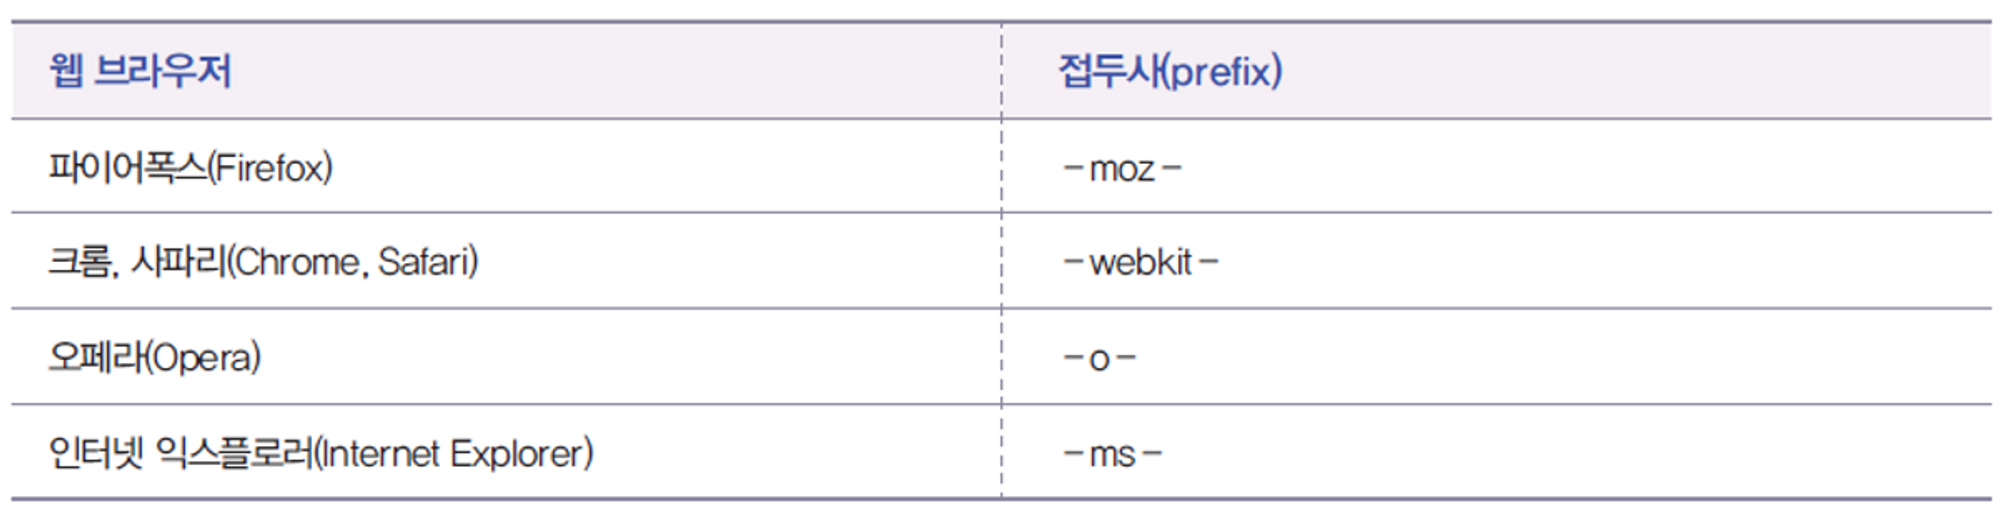 웹 브라우저 접두사(prefix)
파이어폭스(Firefox) -moz-
크롬, 사파리(Chrome, Safari) -webkit-
오페라(Opera) -o-
인터넷 익스플로러(Internet Explorer) -ms-